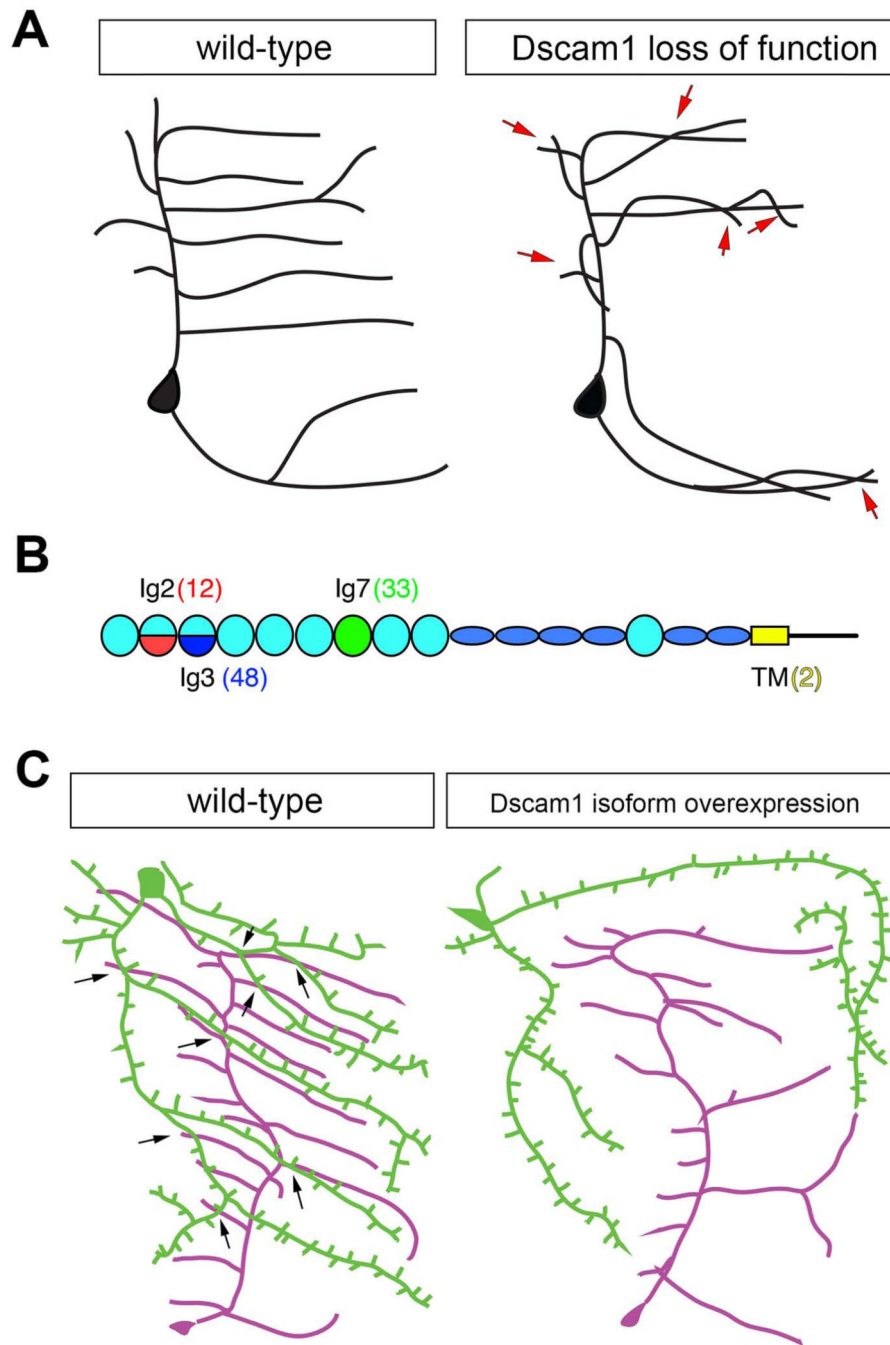 A
wild-type
Dscam1 loss of function
B
Ig2(12)
Ig7(33)
Ig3 (48)
TM(2)
C
wild-type
Dscam1 isoform overexpression